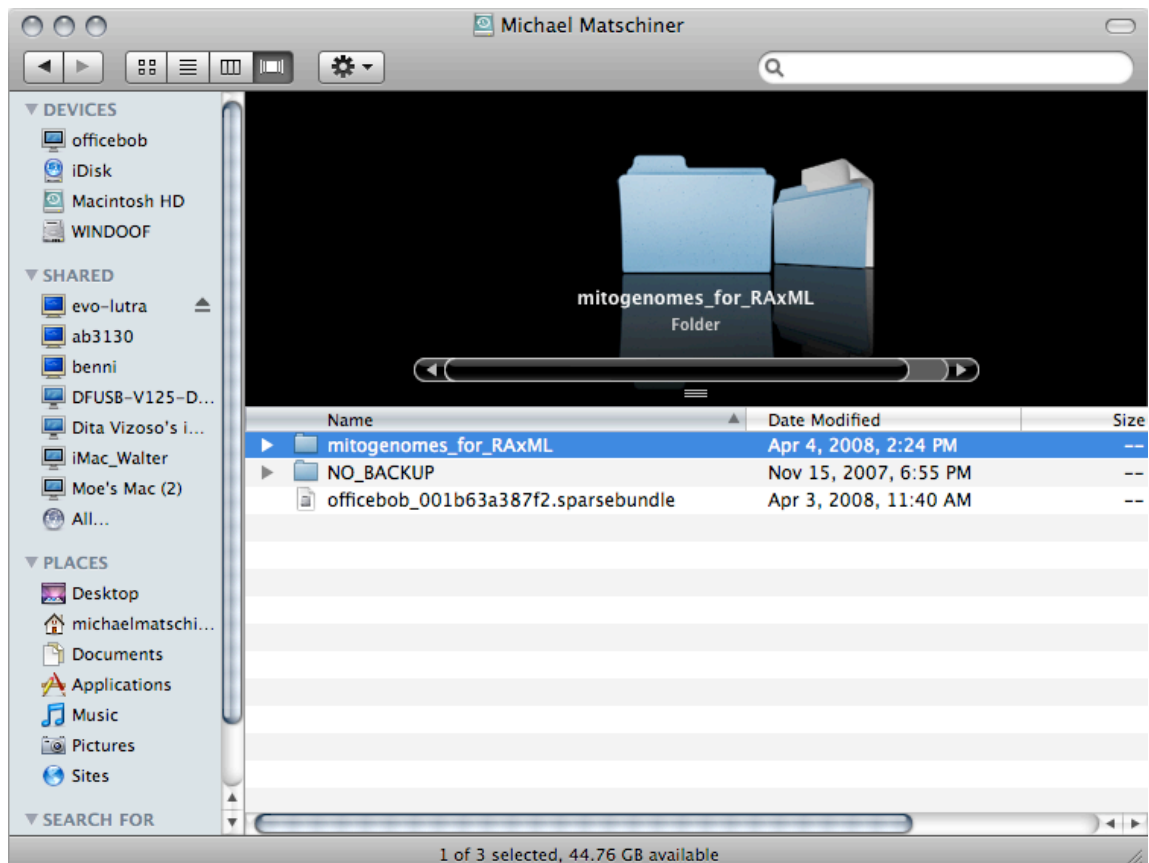 Michael Matschiner
DEVICES
officebob
iDisk
Macintosh HD
WINDOOF
SHARED
evo-lutra
ab3130
benni
DFUSB-V125-D...
Dita Vizoso's i...
iMac_Walter
Moe's Mac (2)
All...
PLACES
Desktop
michaelmatschi...
Documents
Applications
Music
Pictures
Sites
SEARCH FOR
mitogenomes_for_RAxML
Folder
Name Date Modified Size
mitogenomes_for_RAxML Apr 4, 2008, 2:24 PM --
NO_BACKUP Nov 15, 2007, 6:55 PM --
officebob_001b63a387f2.sparsebundle Apr 3, 2008, 11:40 AM --
1 of 3 selected, 44.76 GB available